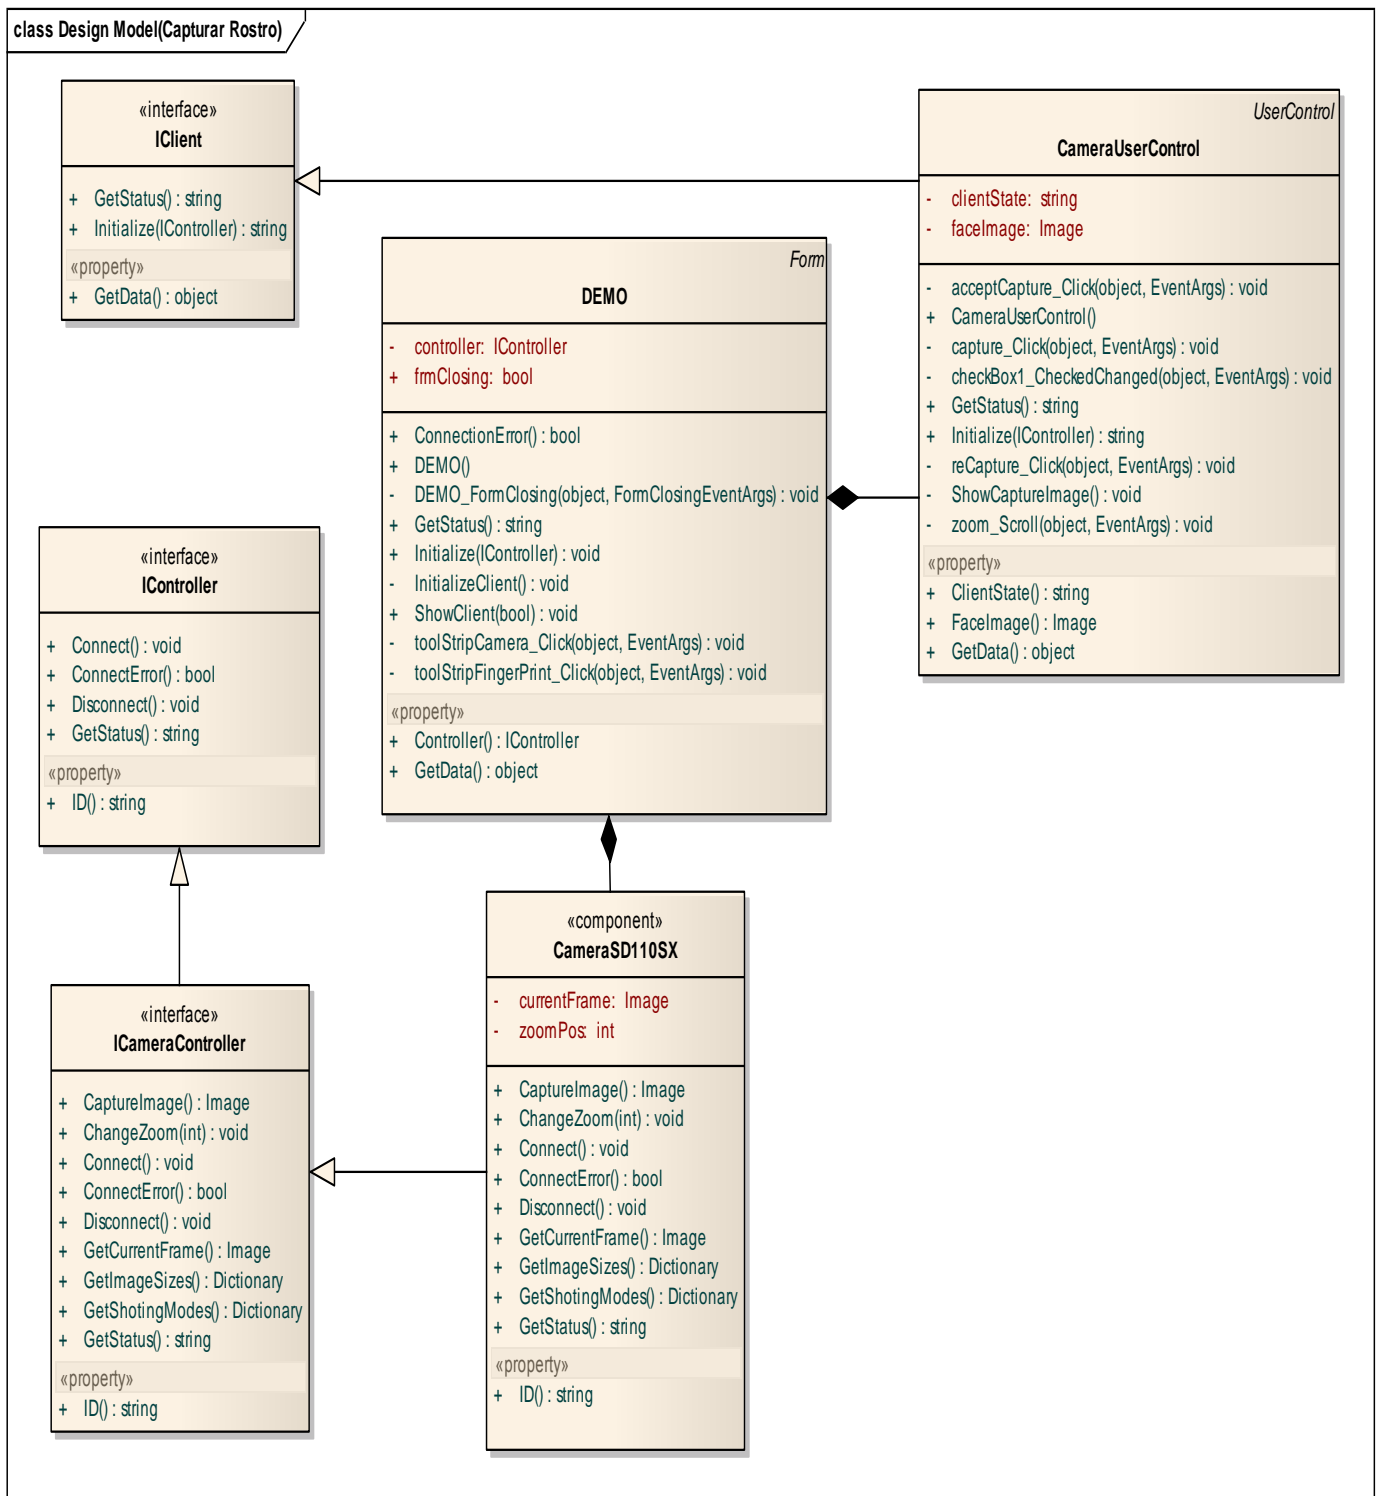 class Design Model(Capturar Rostro)
«interface»
IClient
+ GetStatus() : string
+ Initialize(IController) : string
«property»
+ GetData() : object
UserControl
CameraUserControl
- clientState: string
- faceImage: Image
- acceptCapture_Click(object, EventArgs) : void
+ CameraUserControl()
- capture_Click(object, EventArgs) : void
- checkBox1_CheckedChanged(object, EventArgs) : void
+ GetStatus() : string
+ Initialize(IController) : string
- reCapture_Click(object, EventArgs) : void
- ShowCaptureImage() : void
- zoom_Scroll(object, EventArgs) : void
«property»
+ ClientState() : string
+ FaceImage() : Image
+ GetData() : object
Form
DEMO
- controller: IController
+ frmClosing: bool
+ ConnectionError() : bool
+ DEMO()
- DEMO_FormClosing(object, FormClosingEventArgs) : void
+ GetStatus() : string
+ Initialize(IController) : void
- InitializeClient() : void
+ ShowClient(bool) : void
- toolStripCamera_Click(object, EventArgs) : void
- toolStripFingerPrint_Click(object, EventArgs) : void
«property»
+ Controller() : IController
+ GetData() : object
«interface»
IController
+ Connect() : void
+ ConnectError() : bool
+ Disconnect() : void
+ GetStatus() : string
«property»
+ ID() : string
«interface»
ICameraController
+ CaptureImage() : Image
+ ChangeZoom(int) : void
+ Connect() : void
+ ConnectError() : bool
+ Disconnect() : void
+ GetCurrentFrame() : Image
+ GetImageSizes() : Dictionary
+ GetShotingModes() : Dictionary
+ GetStatus() : string
«property»
+ ID() : string
«component»
CameraSD110SX
- currentFrame: Image
- zoomPos: int
+ CaptureImage() : Image
+ ChangeZoom(int) : void
+ Connect() : void
+ ConnectError() : bool
+ Disconnect() : void
+ GetCurrentFrame() : Image
+ GetImageSizes() : Dictionary
+ GetShotingModes() : Dictionary
+ GetStatus() : string
«property»
+ ID() : string